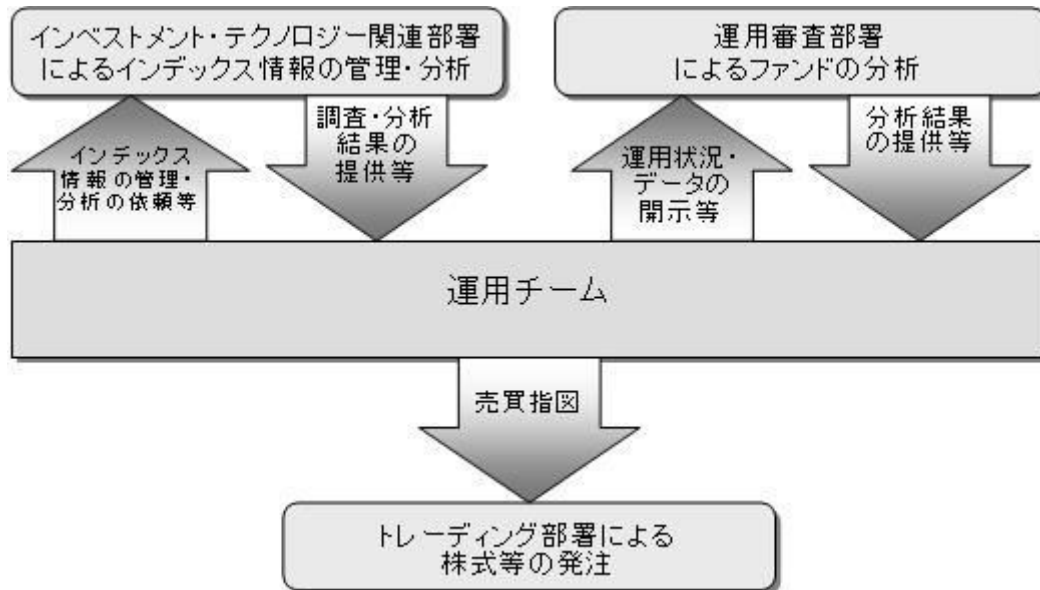 インベストメント・テクノロジー関連部署
によるインデックス情報の管理・分析
運用審査部署
によるファンドの分析
インデックス
情報の管理・
分析の依頼等
調査・分析
結果の
提供等
運用状況・
データの
開示等
分析結果
の提供等
運用チーム
売買指図
トレーディング部署による
株式等の発注